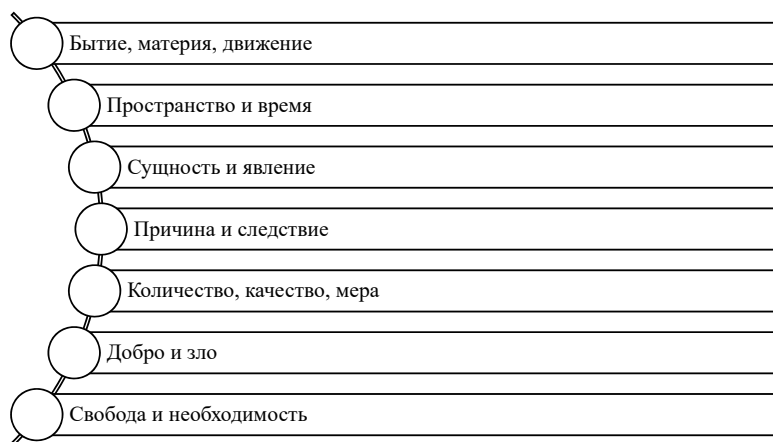 Бытие, материя, движение
Пространство и время
Сущность и явление
Причина и следствие
Количество, качество, мера
Добро и зло
Свобода и необходимость